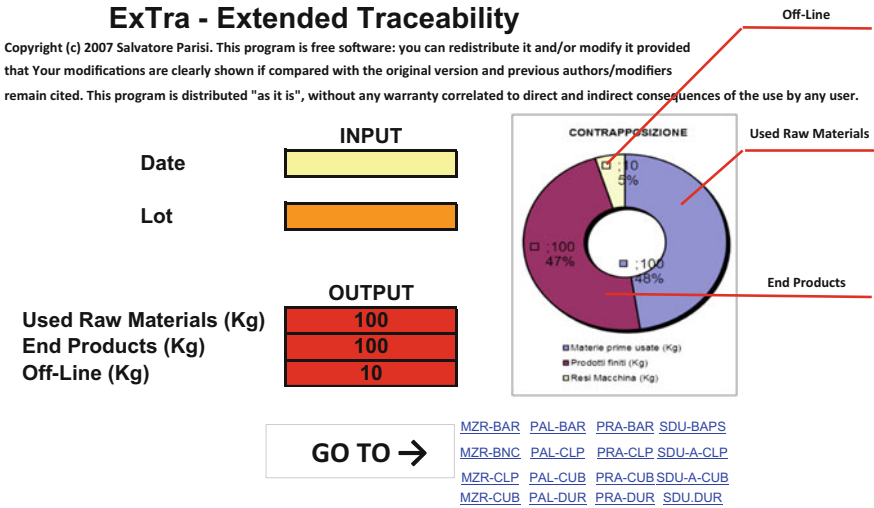 ExTra - Extended Traceability
Copyright (c) 2007 Salvatore Parisi. This program is free software: you can redistribute it and/or modify it provided
that Your modifications are clearly shown if compared with the original version and previous authors/modifiers
remain cited. This program is distributed "as it is", without any warranty correlated to direct and indirect consequences of the use by any user.
Off-Line
INPUT
Date
Lot
OUTPUT
Used Raw Materials (Kg) 100
End Products (Kg) 100
Off-Line (Kg) 10
CONTRAPPOSIZIONE
Used Raw Materials
;10
5%
;100
47%
;100
48%
End Products
Materie prime usate (Kg)
Prodotti finiti (Kg)
Resi Macchina (Kg)
GO TO →
MZR-BAR PAL-BAR PRA-BAR SDU-BAPS
MZR-BNC PAL-CLP PRA-CLP SDU-A-CLP
MZR-CLP PAL-CUB PRA-CUB SDU-A-CUB
MZR-CUB PAL-DUR PRA-DUR SDU.DUR